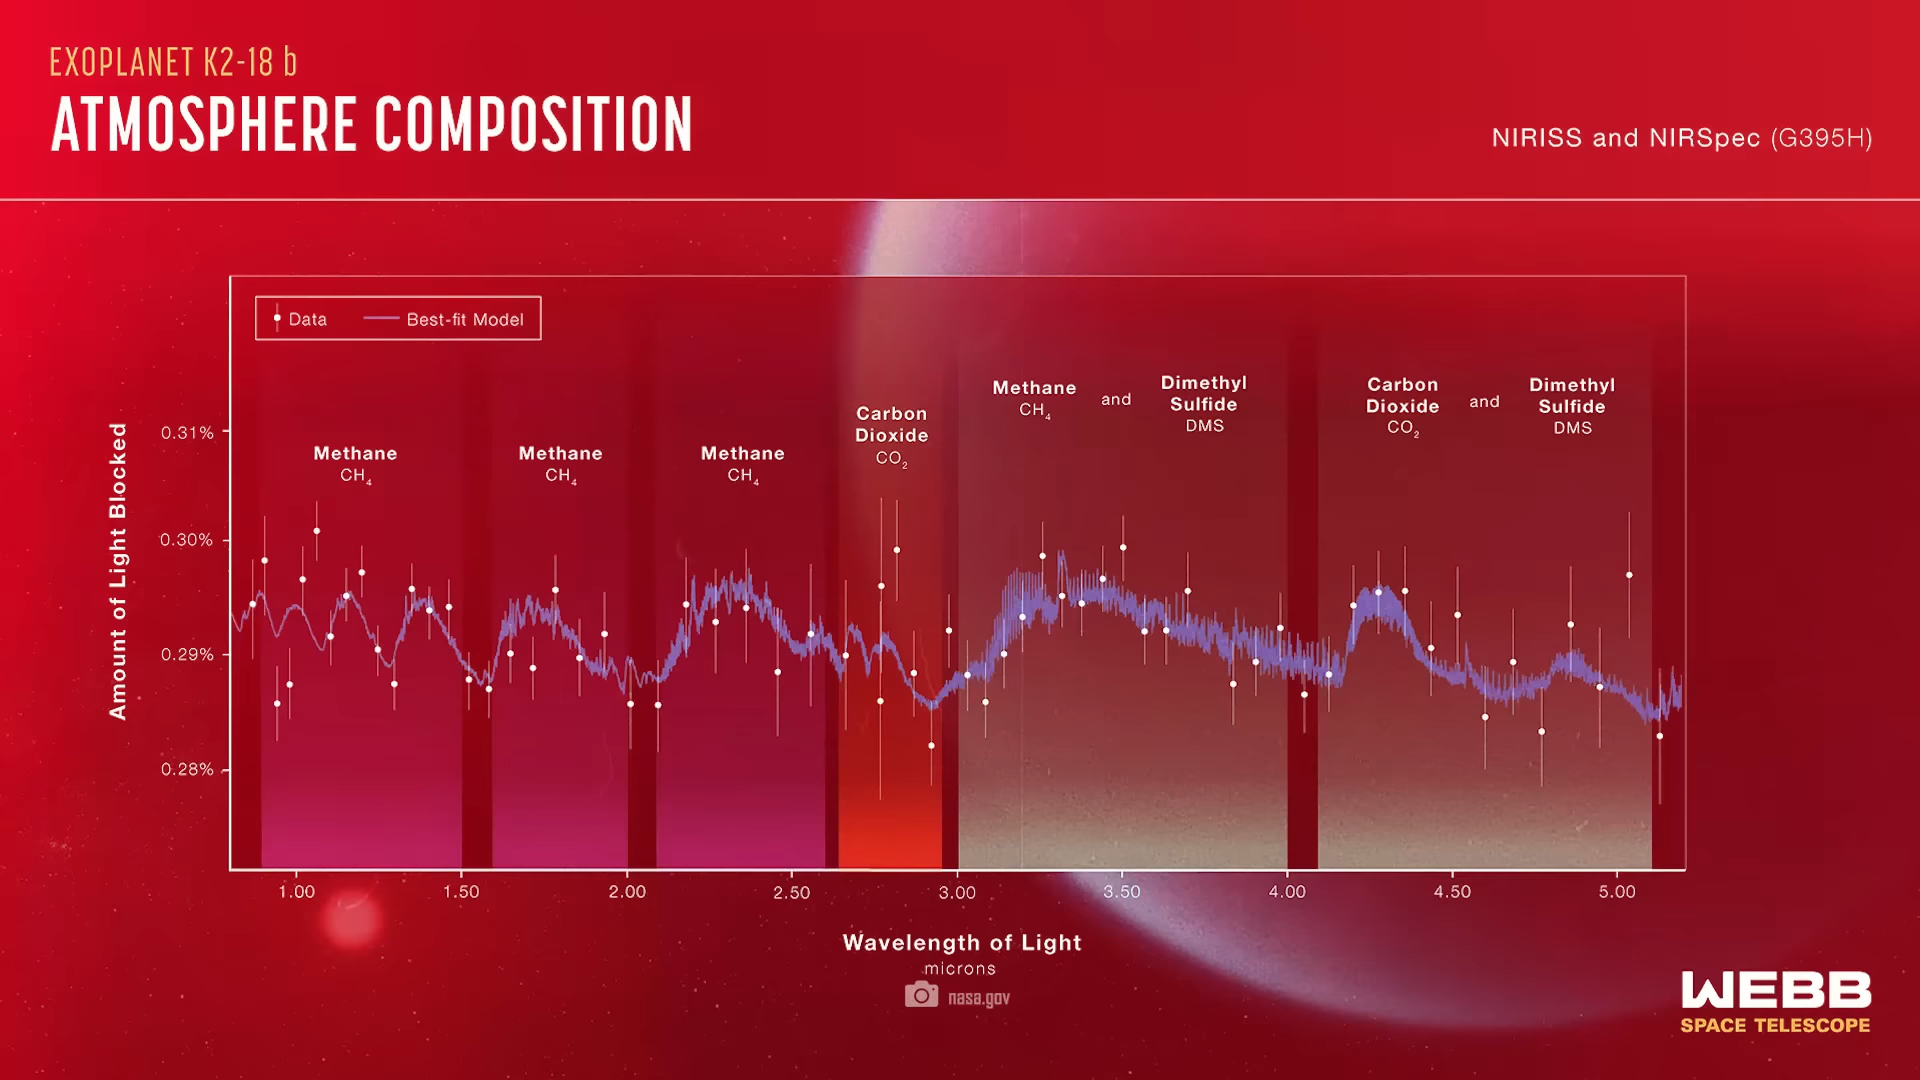 EXOPLANET K2-18 b
ATMOSPHERE COMPOSITION
NIRISS and NIRSpec (G395H)
Data
Best-fit Model
Methane
CH₄
Methane
CH₄
Methane
CH₄
Carbon
Dioxide
CO₂
Methane
CH₄
and
Dimethyl
Sulfide
DMS
Carbon
Dioxide
CO₂
and
Dimethyl
Sulfide
DMS
Amount of Light Blocked
0.31%
0.30%
0.29%
0.28%
1.00 1.50 2.00 2.50 3.00 3.50 4.00 4.50 5.00
Wavelength of Light
microns
nasa.gov
WEBB
SPACE TELESCOPE